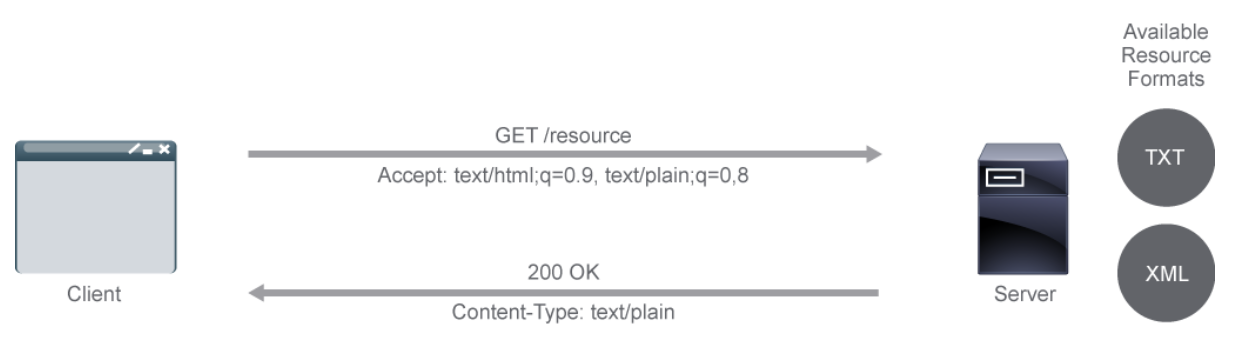 Available
Resource
Formats
GET /resource
TXT
Accept: text/html;q=0.9, text/plain;q=0,8
200 OK
XML
Client
Server
Content-Type: text/plain